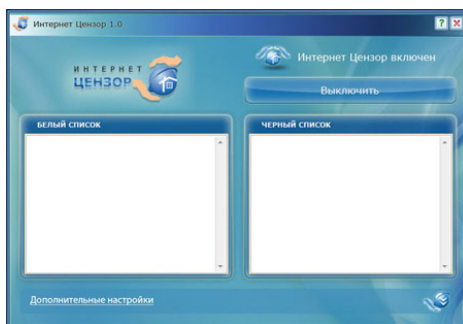 Интернет Цензор 1.0
ИНТЕРНЕТ
ЦЕНЗОР
Интернет Цензор включен
Выключить
БЕЛЫЙ СПИСОК
ЧЕРНЫЙ СПИСОК
Дополнительные настройки